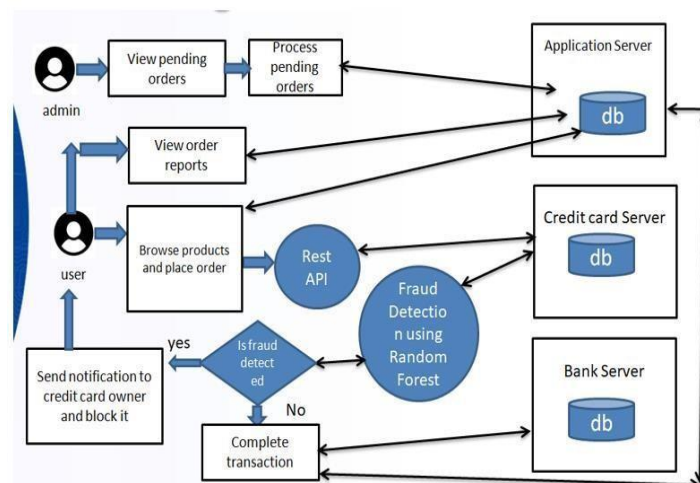 View pending
orders
Process
pending
orders
Application Server
db
admin
View order
reports
user
Browse products
and place order
Rest
API
Credit card Server
db
Fraud
Detectio
n using
Random
Forest
Is fraud
detect
ed
yes
No
Send notification to
credit card owner
and block it
Complete
transaction
Bank Server
db